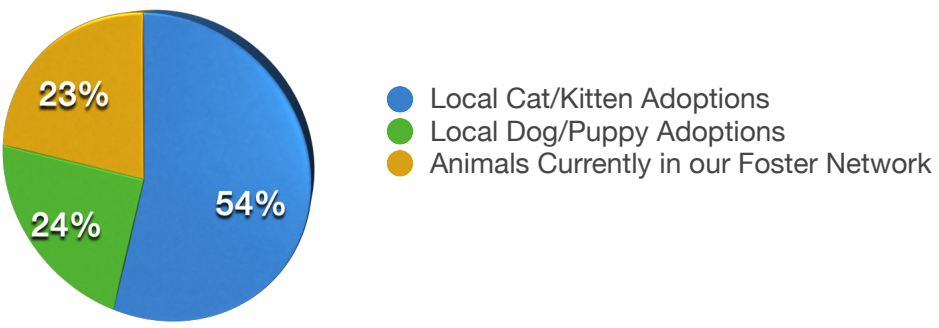 23%
54%
24%
Local Cat/Kitten Adoptions
Local Dog/Puppy Adoptions
Animals Currently in our Foster Network